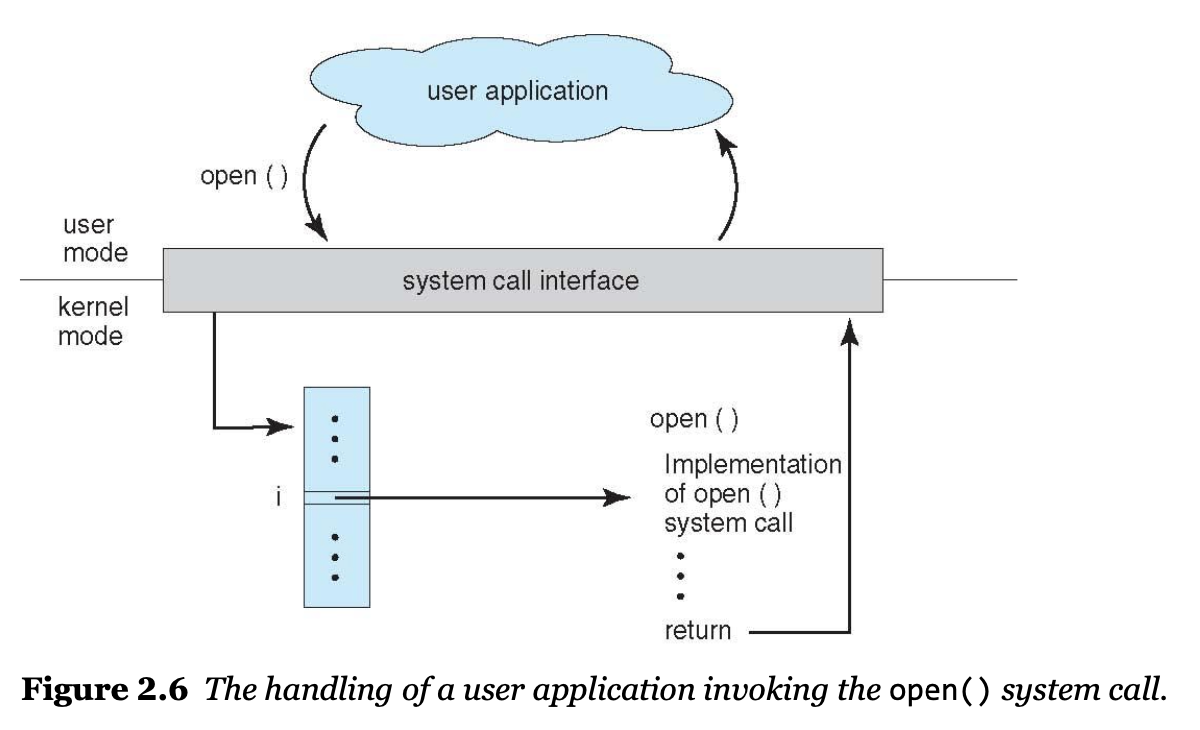 user application
open ( )
user
mode
system call interface
kernel
mode
open ( )
Implementation
of open ( )
system call
i
return
Figure 2.6 The handling of a user application invoking the open() system call.